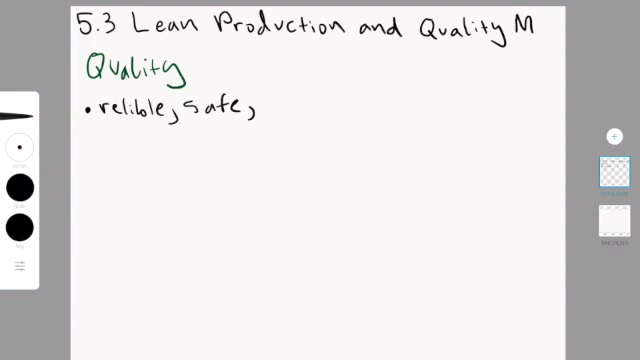 5.3 Lean Production and Quality M
Quality
• relible, safe,